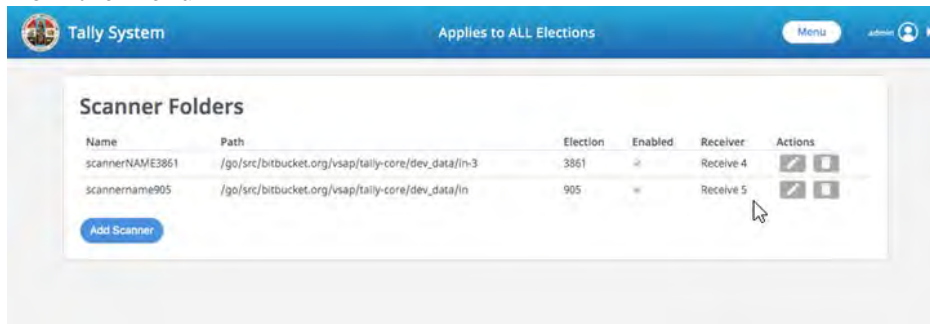 Tally System Applies to ALL Elections Menu admin
Scanner Folders
Name Path Election Enabled Receiver Actions
scannerNAME3861 /go/src/bitbucket.org/vsap/tally-core/dev_data/in-3 3861 Receive 4
scannername905 /go/src/bitbucket.org/vsap/tally-core/dev_data/in 905 Receive 5
Add Scanner